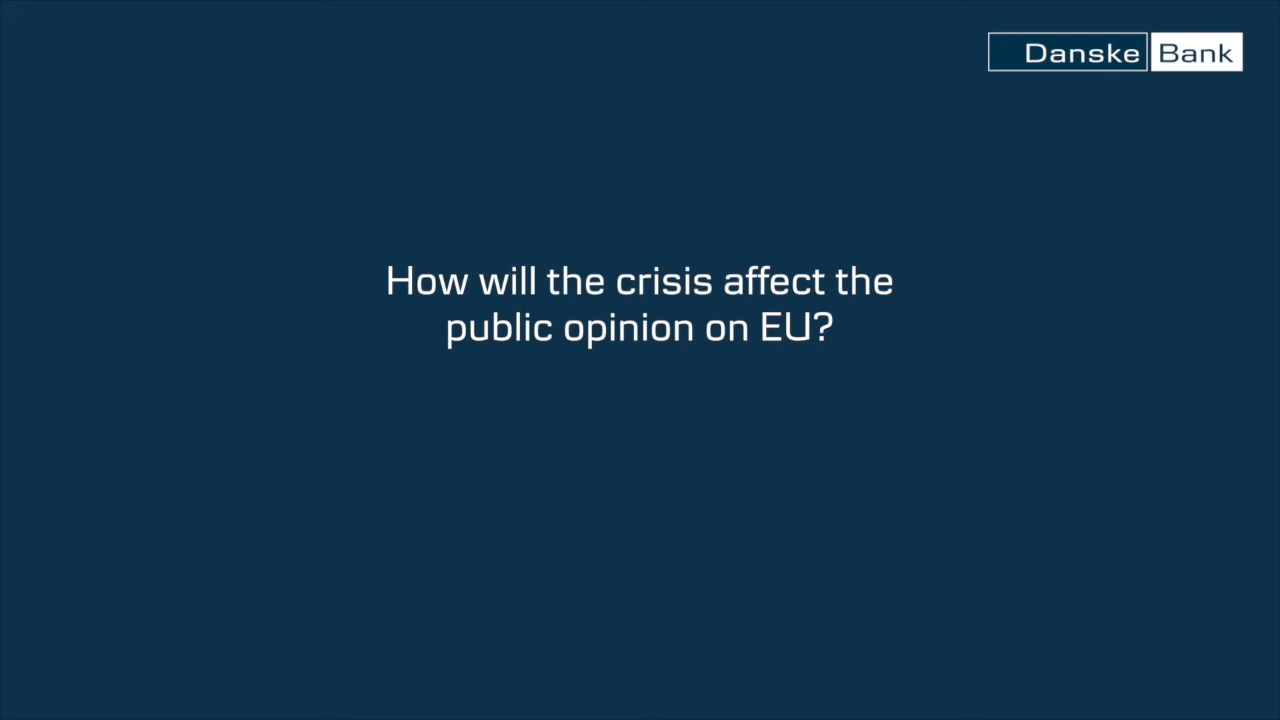 Danske Bank
How will the crisis affect the
public opinion on EU?